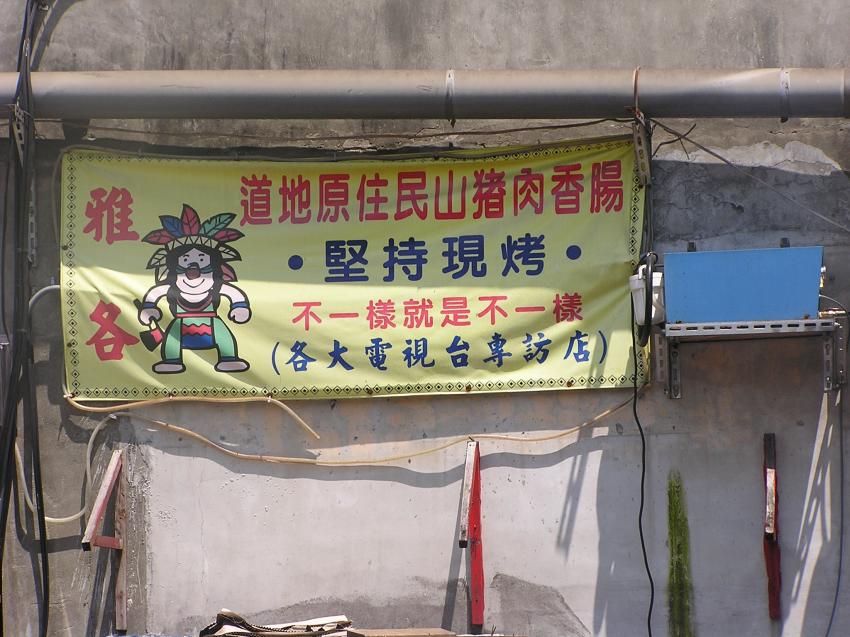 雅各
道地原住民山猪肉香腸
•堅持現烤•
不一樣就是不一樣
(各大電視台專訪店)